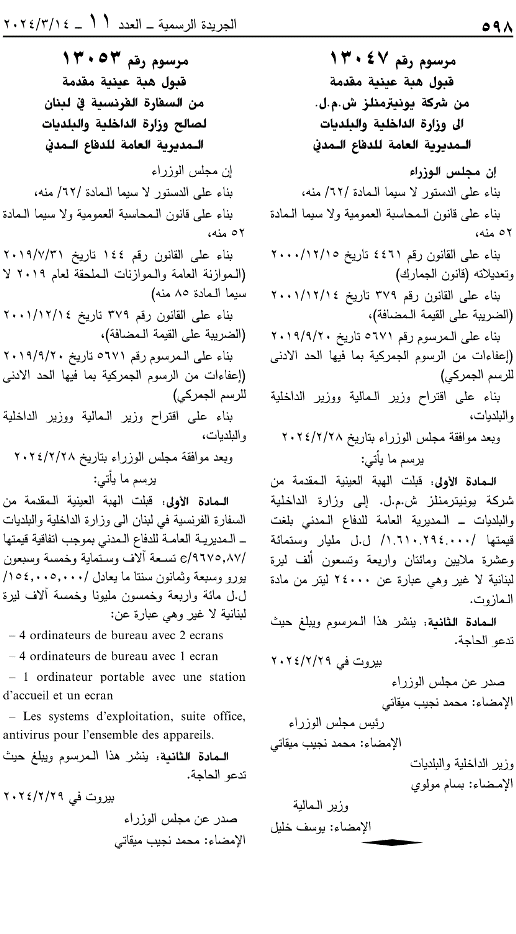 ٥٩٨
الجريدة الرسمية ـ العدد ١١ ـ ٢٠٢٤/٣/١٤
مرسوم رقم ١٣٠٤٧
قبول هبة عينية مقدمة
من شركة يونيترمنلز ش.م.ل.
الى وزارة الداخلية والبلديات
المديرية العامة للدفاع المدني
إن مجلس الوزراء
بناء على الدستور لا سيما المادة /٦٢/ منه،
بناء على قانون المحاسبة العمومية ولا سيما المادة
٥٢ منه،
بناء على القانون رقم ٤٤٦١ تاريخ ٢٠٠٠/١٢/١٥
وتعديلاته (قانون الجمارك)
بناء على القانون رقم ٣٧٩ تاريخ ٢٠٠١/١٢/١٤
(الضريبة على القيمة المضافة)،
بناء على المرسوم رقم ٥٦٧١ تاريخ ٢٠١٩/٩/٢٠
(إعفاءات من الرسوم الجمركية بما فيها الحد الادنى
للرسم الجمركي)
بناء على اقتراح وزير المالية ووزير الداخلية
والبلديات،
وبعد موافقة مجلس الوزراء بتاريخ ٢٠٢٤/٢/٢٨
يرسم ما يأتي:
المادة الأولى: قبلت الهبة العينية المقدمة من
شركة يونيترمنلز ش.م.ل. إلى وزارة الداخلية
والبلديات ـ المديرية العامة للدفاع المدني بلغت
قيمتها /١.٦١٠.٢٩٤.٠٠٠/ ل.ل مليار وستمائة
وعشرة ملايين ومائتان واربعة وتسعون ألف ليرة
لبنانية لا غير وهي عبارة عن ٢٤٠٠٠ ليتر من مادة
المازوت.
المادة الثانية: ينشر هذا المرسوم ويبلغ حيث
تدعو الحاجة.
بيروت في ٢٠٢٤/٢/٢٩
صدر عن مجلس الوزراء
الإمضاء: محمد نجيب ميقاتي
رئيس مجلس الوزراء
الإمضاء: محمد نجيب ميقاتي
وزير الداخلية والبلديات
الإمضاء: بسام مولوي
وزير المالية
الإمضاء: يوسف خليل
مرسوم رقم ١٣٠٥٣
قبول هبة عينية مقدمة
من السفارة الفرنسية في لبنان
لصالح وزارة الداخلية والبلديات
المديرية العامة للدفاع المدني
إن مجلس الوزراء
بناء على الدستور لا سيما المادة /٦٢/ منه،
بناء على قانون المحاسبة العمومية ولا سيما المادة
٥٢ منه،
بناء على القانون رقم ١٤٤ تاريخ ٢٠١٩/٧/٣١
(الموازنة العامة والموازنات الملحقة لعام ٢٠١٩ لا
سيما المادة ٨٥ منه)
بناء على القانون رقم ٣٧٩ تاريخ ٢٠٠١/١٢/١٤
(الضريبة على القيمة المضافة)،
بناء على المرسوم رقم ٥٦٧١ تاريخ ٢٠١٩/٩/٢٠
(إعفاءات من الرسوم الجمركية بما فيها الحد الادنى
للرسم الجمركي)
بناء على اقتراح وزير المالية ووزير الداخلية
والبلديات،
وبعد موافقة مجلس الوزراء بتاريخ ٢٠٢٤/٢/٢٨
يرسم ما يأتي:
المادة الأولى: قبلت الهبة العينية المقدمة من
السفارة الفرنسية في لبنان الى وزارة الداخلية والبلديات
ـ المديرية العامة للدفاع المدني بموجب اتفاقية قيمتها
/٩٦٧٥,٨٧/€ تسعة آلاف وستماية وخمسة وسبعون
يورو وسبعة وثمانون سنتا ما يعادل /١٥٤,٠٠٥,٠٠٠/
ل.ل مائة واربعة وخمسون مليونا وخمسة آلاف ليرة
لبنانية لا غير وهي عبارة عن:
– 4 ordinateurs de bureau avec 2 ecrans
– 4 ordinateurs de bureau avec 1 ecran
– 1 ordinateur portable avec une station
d’accueil et un ecran
– Les systems d’exploitation, suite office,
antivirus pour l’ensemble des appareils.
المادة الثانية: ينشر هذا المرسوم ويبلغ حيث
تدعو الحاجة.
بيروت في ٢٠٢٤/٢/٢٩
صدر عن مجلس الوزراء
الإمضاء: محمد نجيب ميقاتي